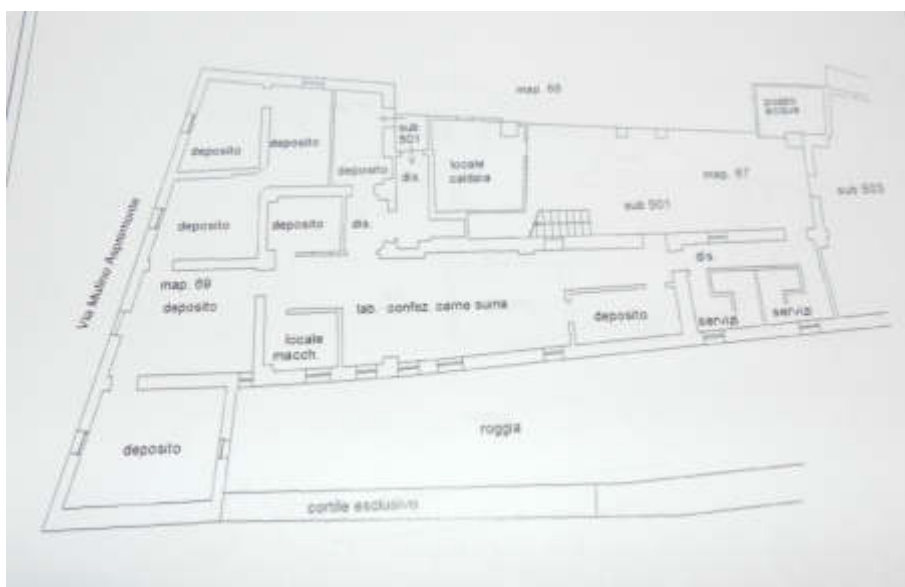 map. 68
sub
501
deposito
deposito
deposito
locale
caldaia
dis.
map. 67
sub 501
sub 503
deposito
deposito
dis.
Via Mulino Aspromonte
map. 69
deposito
lab. confez. carne suina
dis.
deposito
servizi
servizi
locale
macch.
roggia
deposito
cortile esclusivo